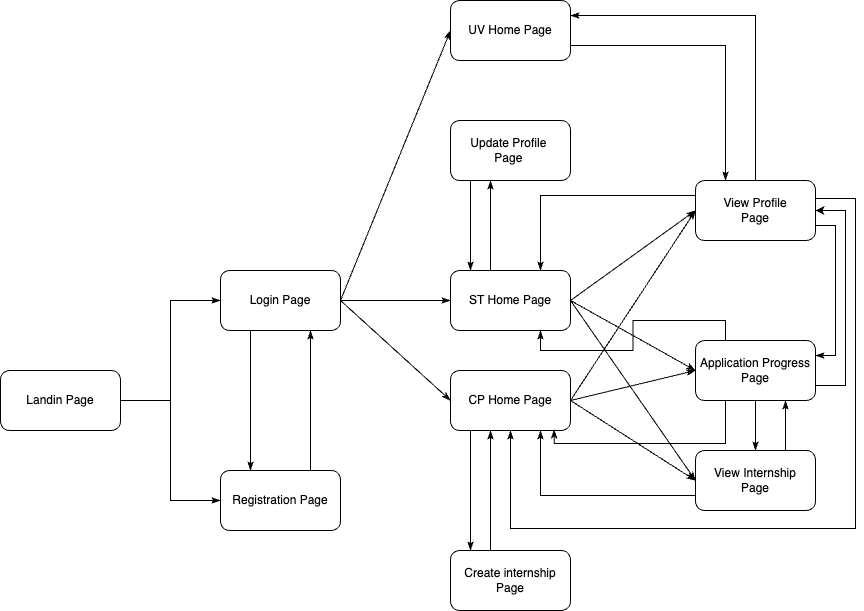 UV Home Page
Update Profile
Page
View Profile
Page
Login Page
ST Home Page
Application Progress
Page
Landin Page
CP Home Page
View Internship
Page
Registration Page
Create internship
Page